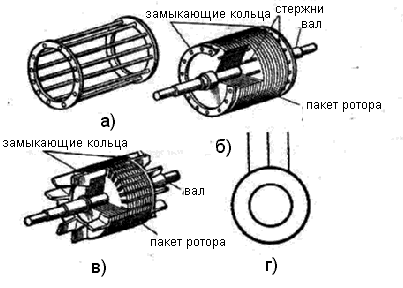 замыкающие кольца
стержни
вал
пакет ротора
а)
б)
замыкающие кольца
вал
пакет ротора
в)
г)